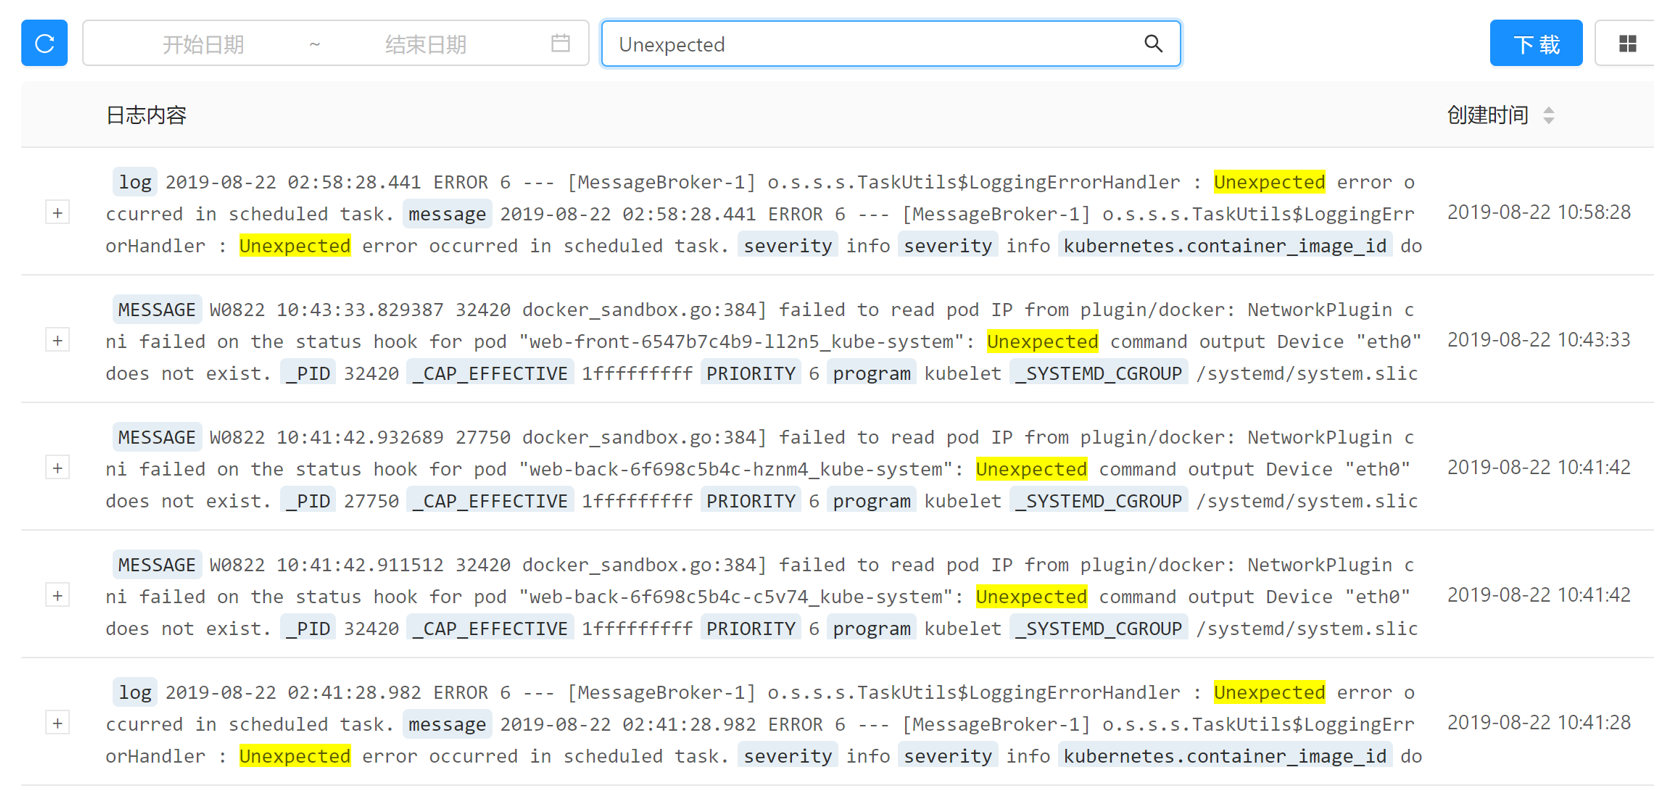 开始日期 ~ 结束日期 Unexpected 下 载
日志内容 创建时间
log 2019-08-22 02:58:28.441 ERROR 6 --- [MessageBroker-1] o.s.s.s.TaskUtils$LoggingErrorHandler : Unexpected error o
ccurred in scheduled task. message 2019-08-22 02:58:28.441 ERROR 6 --- [MessageBroker-1] o.s.s.s.TaskUtils$LoggingErr
orHandler : Unexpected error occurred in scheduled task. severity info severity info kubernetes.container_image_id do
2019-08-22 10:58:28
MESSAGE W0822 10:43:33.829387 32420 docker_sandbox.go:384] failed to read pod IP from plugin/docker: NetworkPlugin c
ni failed on the status hook for pod "web-front-6547b7c4b9-ll2n5_kube-system": Unexpected command output Device "eth0"
does not exist. _PID 32420 _CAP_EFFECTIVE 1fffffffff PRIORITY 6 program kubelet _SYSTEMD_CGROUP /systemd/system.slic
2019-08-22 10:43:33
MESSAGE W0822 10:41:42.932689 27750 docker_sandbox.go:384] failed to read pod IP from plugin/docker: NetworkPlugin c
ni failed on the status hook for pod "web-back-6f698c5b4c-hznm4_kube-system": Unexpected command output Device "eth0"
does not exist. _PID 27750 _CAP_EFFECTIVE 1fffffffff PRIORITY 6 program kubelet _SYSTEMD_CGROUP /systemd/system.slic
2019-08-22 10:41:42
MESSAGE W0822 10:41:42.911512 32420 docker_sandbox.go:384] failed to read pod IP from plugin/docker: NetworkPlugin c
ni failed on the status hook for pod "web-back-6f698c5b4c-c5v74_kube-system": Unexpected command output Device "eth0"
does not exist. _PID 32420 _CAP_EFFECTIVE 1fffffffff PRIORITY 6 program kubelet _SYSTEMD_CGROUP /systemd/system.slic
2019-08-22 10:41:42
log 2019-08-22 02:41:28.982 ERROR 6 --- [MessageBroker-1] o.s.s.s.TaskUtils$LoggingErrorHandler : Unexpected error o
ccurred in scheduled task. message 2019-08-22 02:41:28.982 ERROR 6 --- [MessageBroker-1] o.s.s.s.TaskUtils$LoggingErr
orHandler : Unexpected error occurred in scheduled task. severity info severity info kubernetes.container_image_id do
2019-08-22 10:41:28